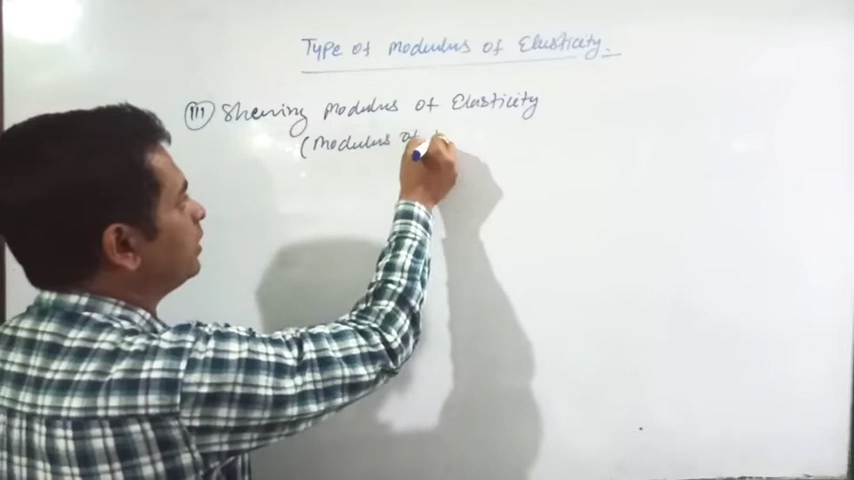 Type of Modulus of Elasticity.
(III) Shearing Modulus of Elasticity
(Modulus of